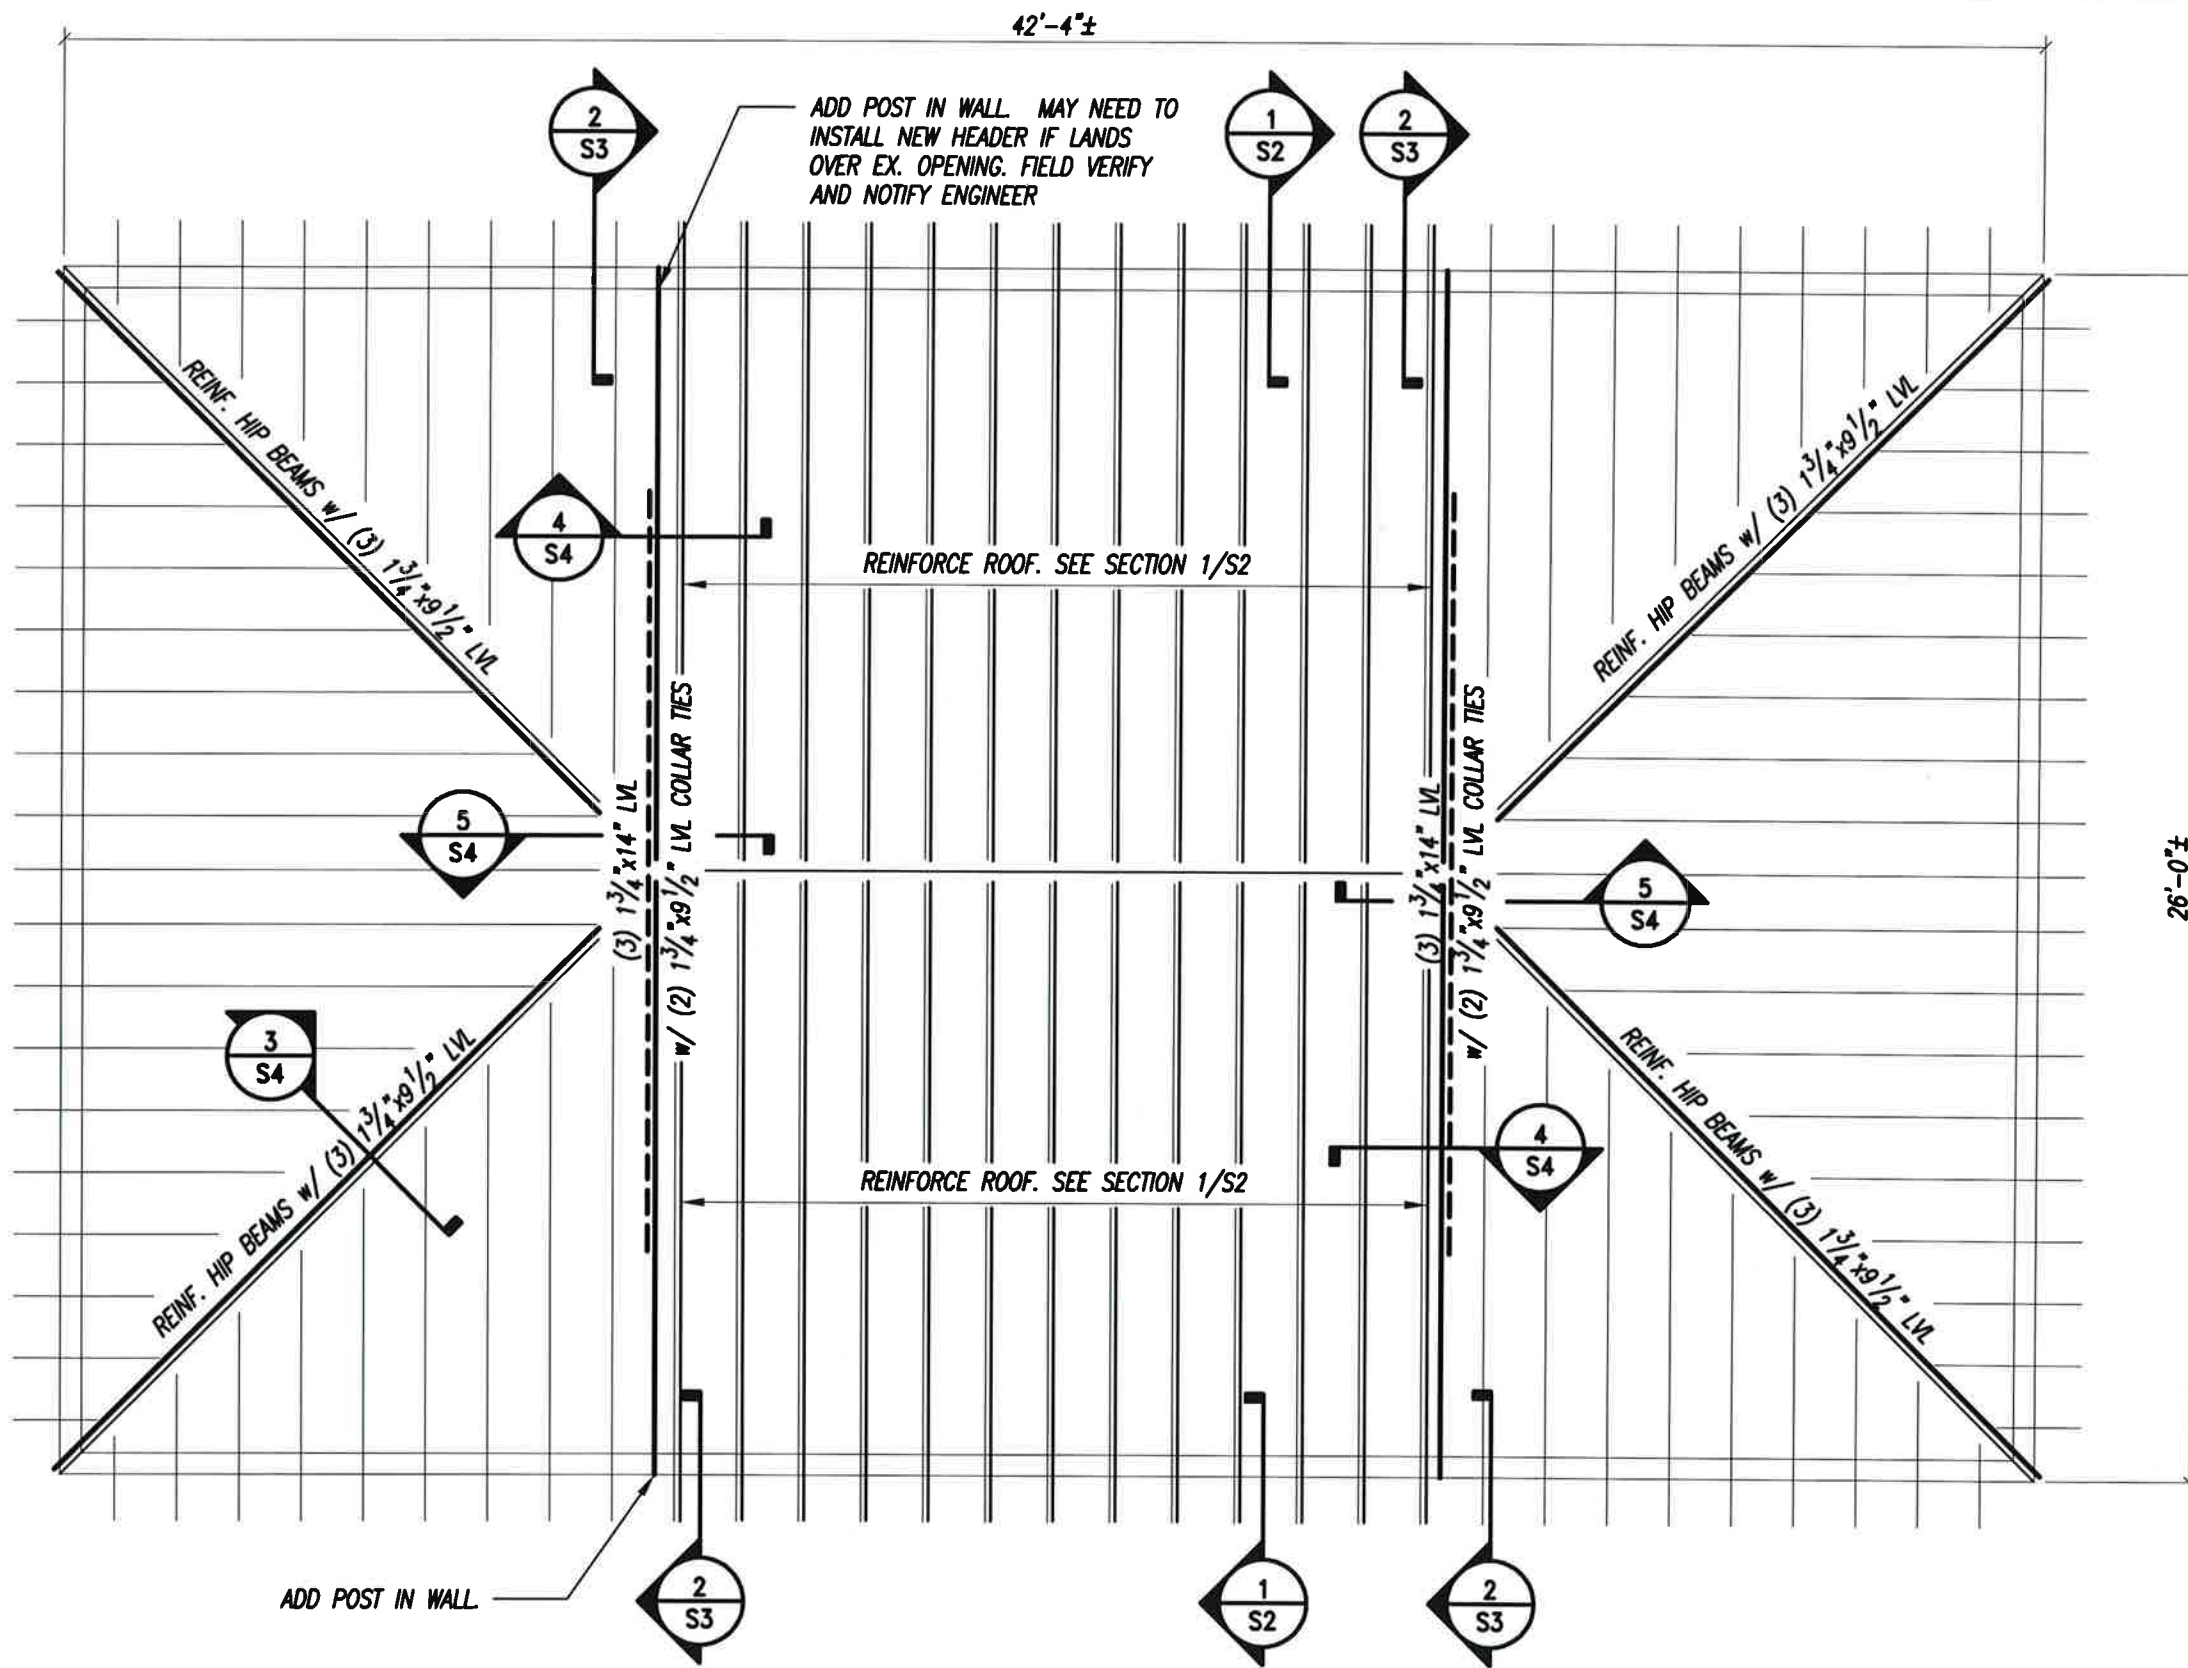 42'-4"±
2
S3
ADD POST IN WALL. MAY NEED TO
INSTALL NEW HEADER IF LANDS
OVER EX. OPENING. FIELD VERIFY
AND NOTIFY ENGINEER
1
S2
2
S3
REINF. HIP BEAMS w/ (3) 1 3/4"x9 1/2" LVL
REINF. HIP BEAMS w/ (3) 1 3/4"x9 1/2" LVL
4
S4
REINFORCE ROOF. SEE SECTION 1/S2
(3) 1 3/4"x14" LVL
w/ (2) 1 3/4"x9 1/2" LVL COLLAR TIES
(3) 1 3/4"x14" LVL
w/ (2) 1 3/4"x9 1/2" LVL COLLAR TIES
5
S4
5
S4
26'-0"±
3
S4
REINF. HIP BEAMS w/ (3) 1 3/4"x9 1/2" LVL
REINF. HIP BEAMS w/ (3) 1 3/4"x9 1/2" LVL
4
S4
REINFORCE ROOF. SEE SECTION 1/S2
ADD POST IN WALL.
2
S3
1
S2
2
S3